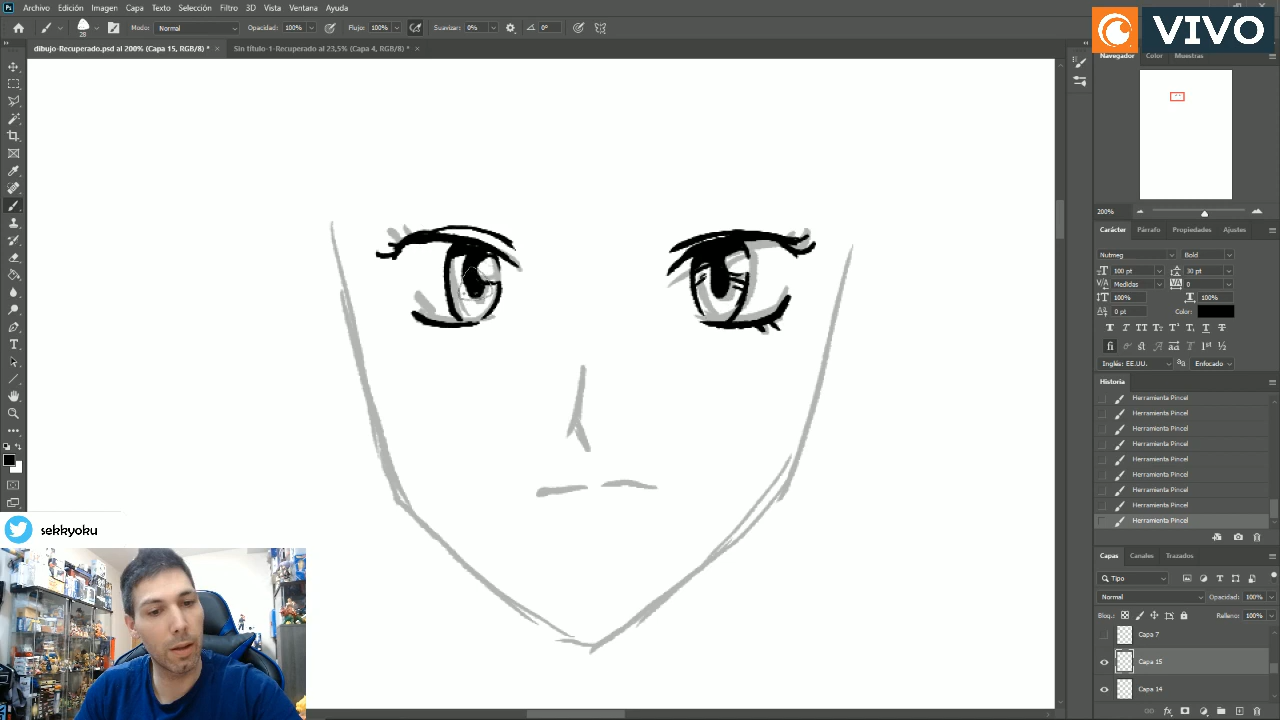 Archivo Edición Imagen Capa Texto Selección Filtro 3D Vista Ventana Ayuda
VIVO
Modo: Normal Opacidad: 100% Flujo: 100% Suavizar: 0% 0°
dibujo-Recuperado.psd al 200% (Capa 15, RGB/8) * ×
Sin título-1-Recuperado al 23,5% (Capa 4, RGB/8) * ×
28
Navegador Color Muestras
200%
Carácter Párrafo Propiedades Ajustes
Nutmeg Bold
100 pt 30 pt
Medidas 0
100% 100%
0 pt Color:
Inglés: EE.UU. Enfocado
Historia
Herramienta Pincel
Herramienta Pincel
Herramienta Pincel
Herramienta Pincel
Herramienta Pincel
Herramienta Pincel
Herramienta Pincel
Herramienta Pincel
Herramienta Pincel
sekkyoku
Capas Canales Trazados
Tipo
Normal Opacidad: 100%
Bloq.: Relleno: 100%
Capa 7
Capa 15
Capa 14